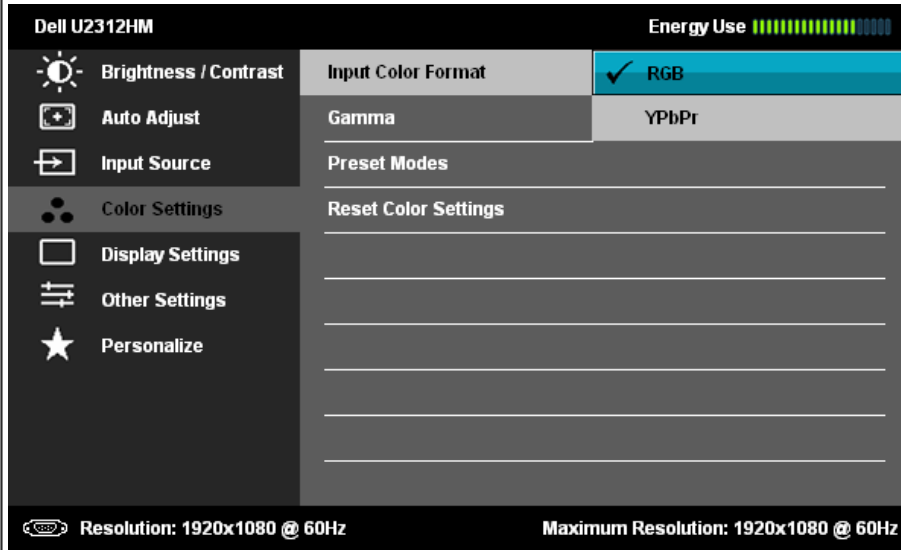 Dell U2312HM Energy Use
Brightness / Contrast Input Color Format RGB
Auto Adjust Gamma YPbPr
Input Source Preset Modes
Color Settings Reset Color Settings
Display Settings
Other Settings
Personalize
Resolution: 1920x1080 @ 60Hz Maximum Resolution: 1920x1080 @ 60Hz